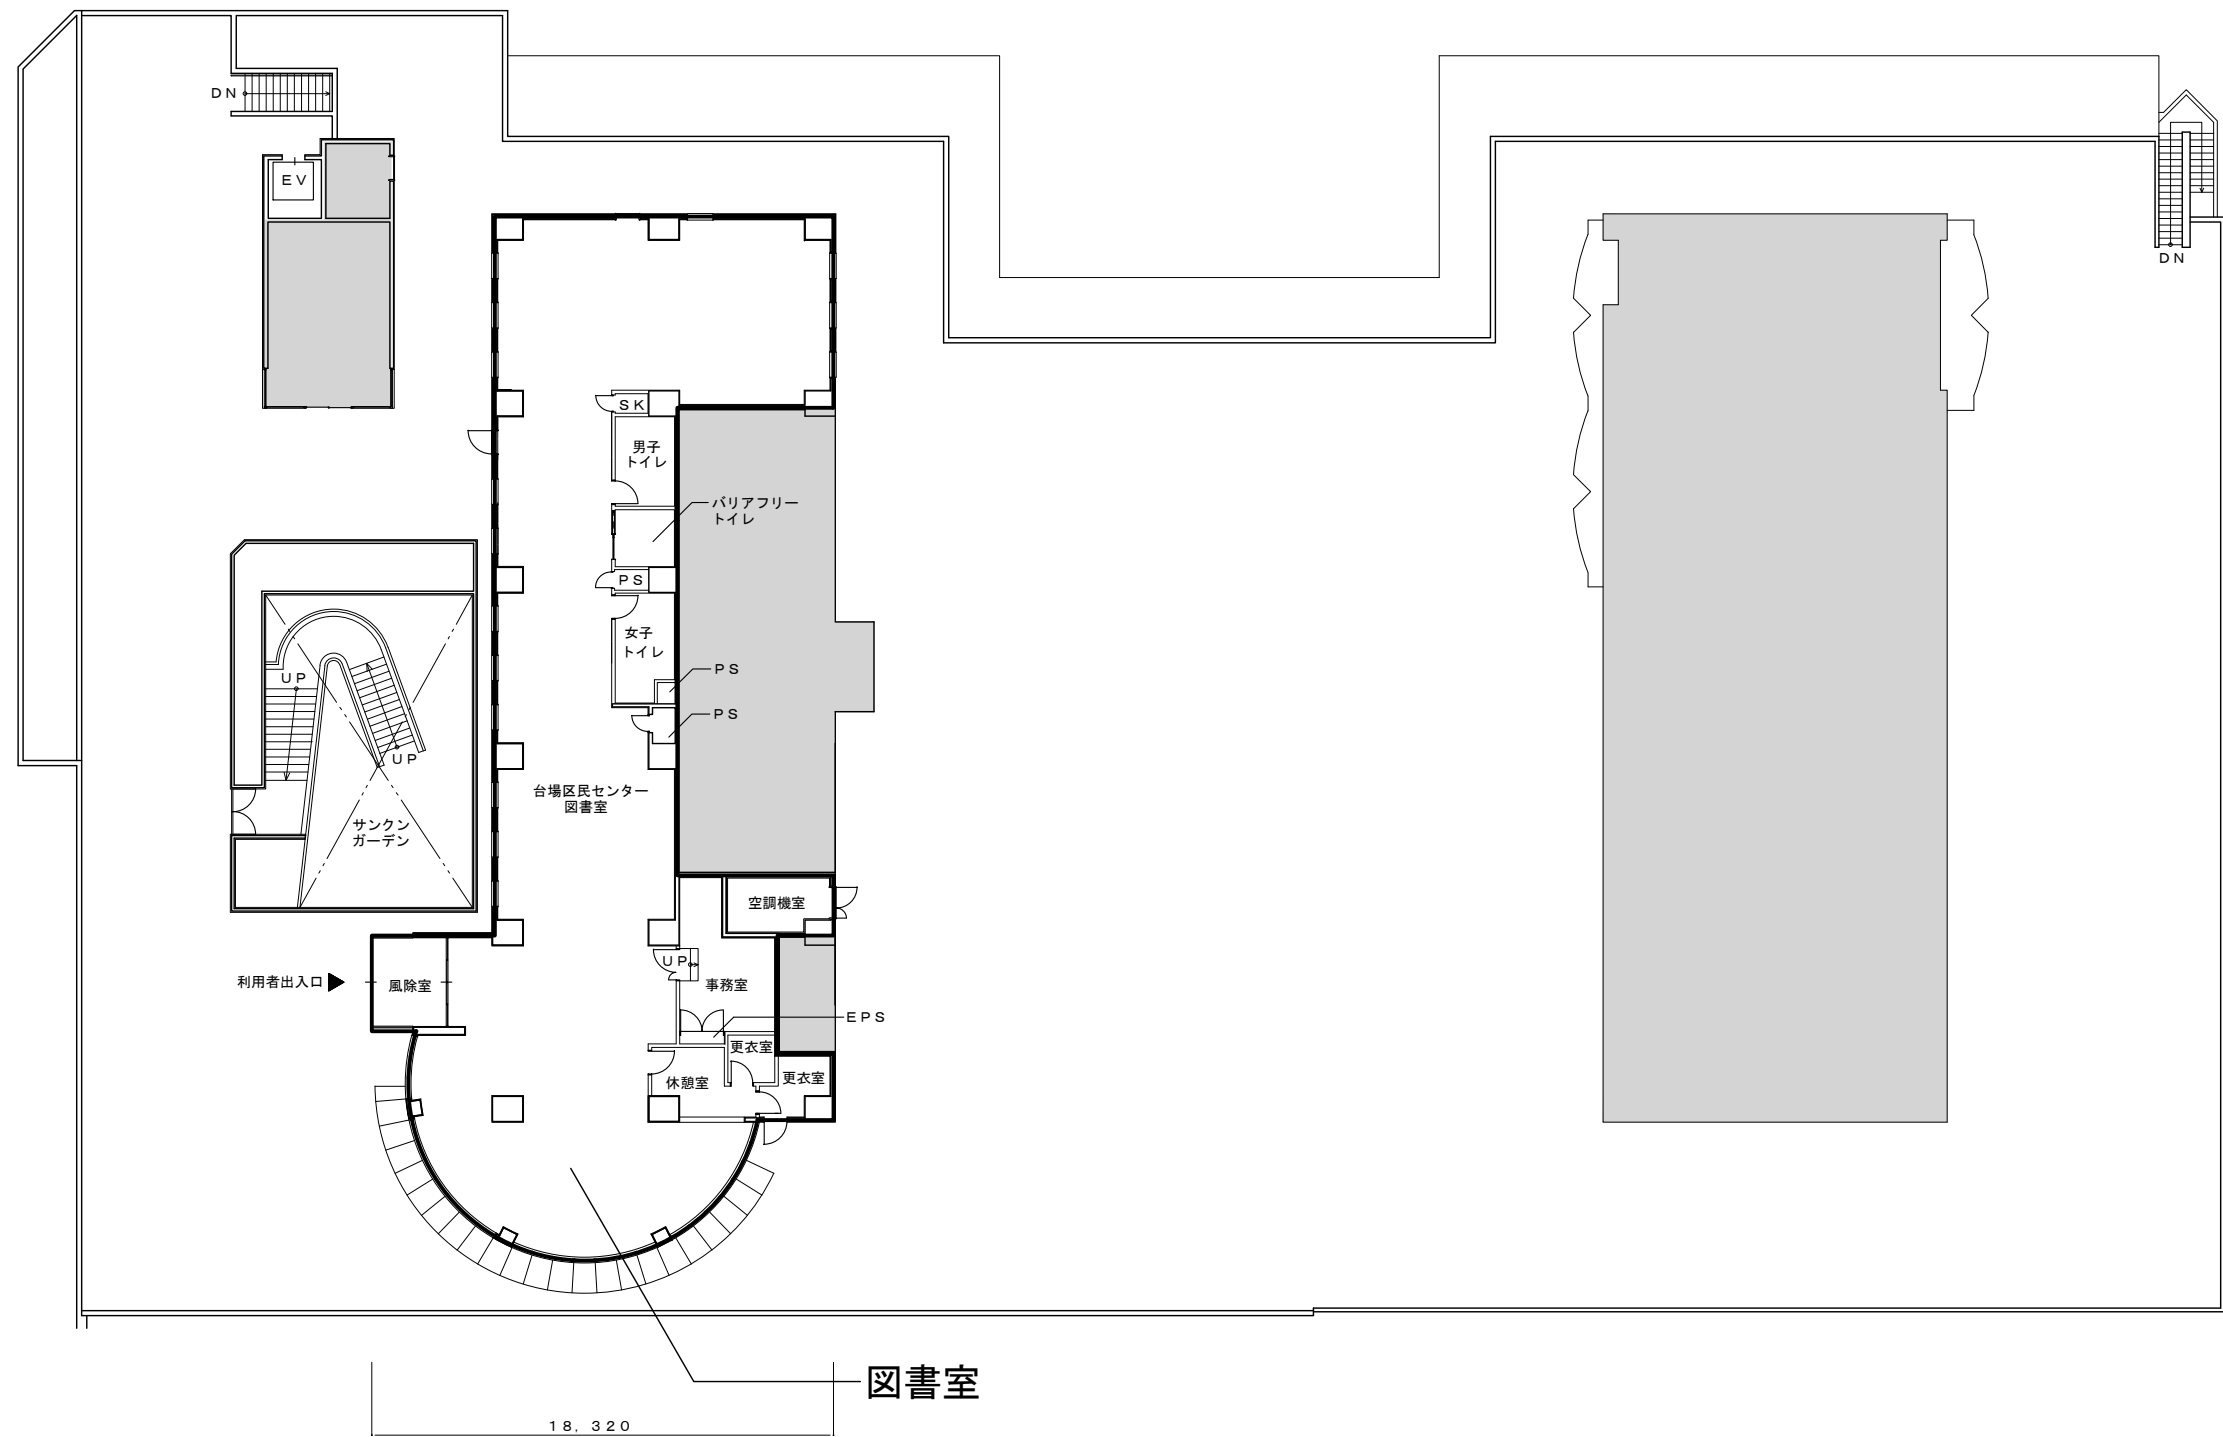 DN
EV
DN
SK
男子
トイレ
バリアフリー
トイレ
PS
女子
トイレ
PS
UP
PS
UP
台場区民センター
図書室
サンクン
ガーデン
空調機室
UP
利用者出入口
風除室
事務室
EPS
更衣室
休憩室
更衣室
図書室
18,320